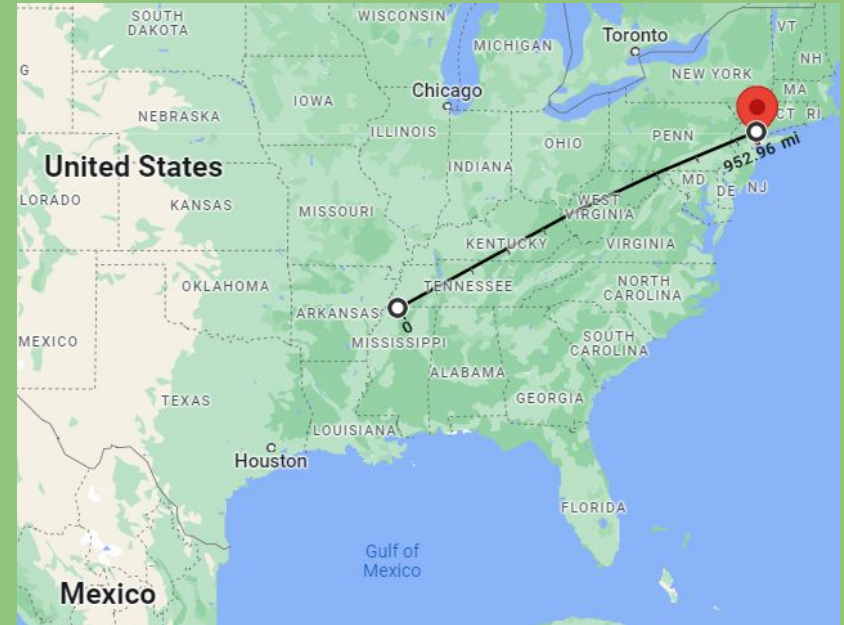 SOUTH
DAKOTA
WISCONSIN
MICHIGAN
Toronto
VT
NH
G
NEW YORK
MA
Chicago
IOWA
NEBRASKA
CT RI
ILLINOIS
OHIO
PENN
United States
INDIANA
952.96 mi
MD
DE
NJ
LORADO
KANSAS
MISSOURI
WEST
VIRGINIA
KENTUCKY
VIRGINIA
OKLAHOMA
TENNESSEE
NORTH
CAROLINA
ARKANSAS
0
MEXICO
MISSISSIPPI
SOUTH
CAROLINA
ALABAMA
TEXAS
GEORGIA
LOUISIANA
Houston
FLORIDA
Gulf of
Mexico
Mexico